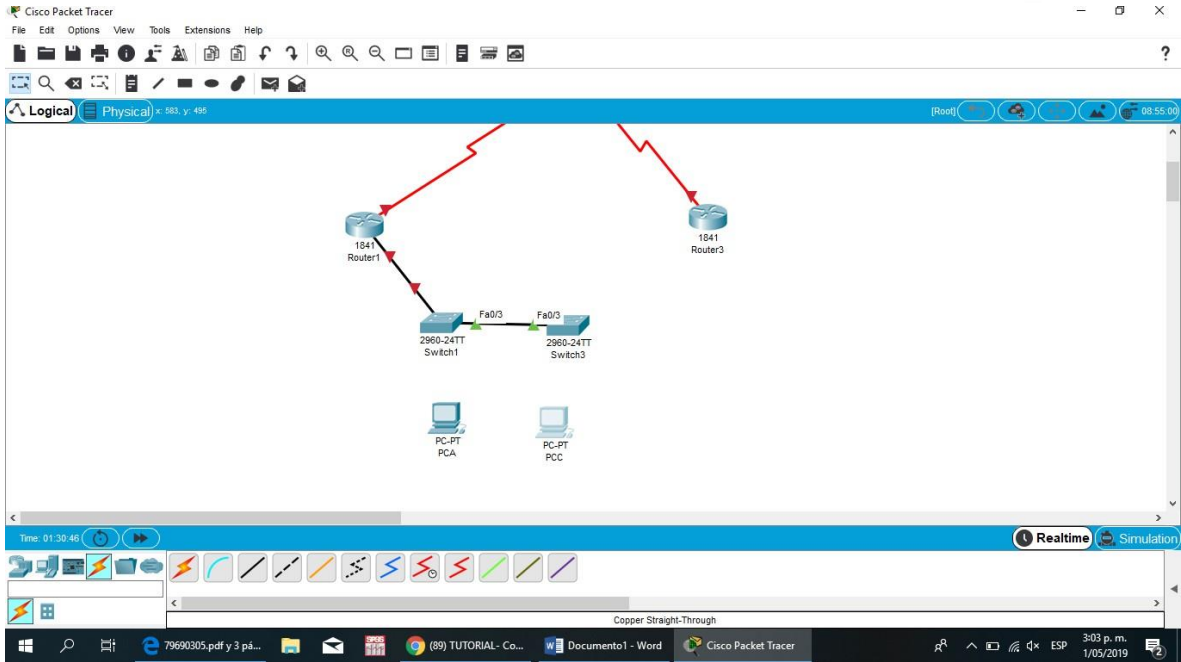 Cisco Packet Tracer
File Edit Options View Tools Extensions Help
Logical Physical x: 583, y: 495 [Root] 08:55:00
1841
Router1
1841
Router3
Fa0/3 Fa0/3
2960-24TT
Switch1
2960-24TT
Switch3
PC-PT
PCA
PC-PT
PCC
Time: 01:30:46 Realtime Simulation
Copper Straight-Through
79690305.pdf y 3 pá... (89) TUTORIAL- Co... Documento1 - Word Cisco Packet Tracer ESP 3:03 p. m.
1/05/2019